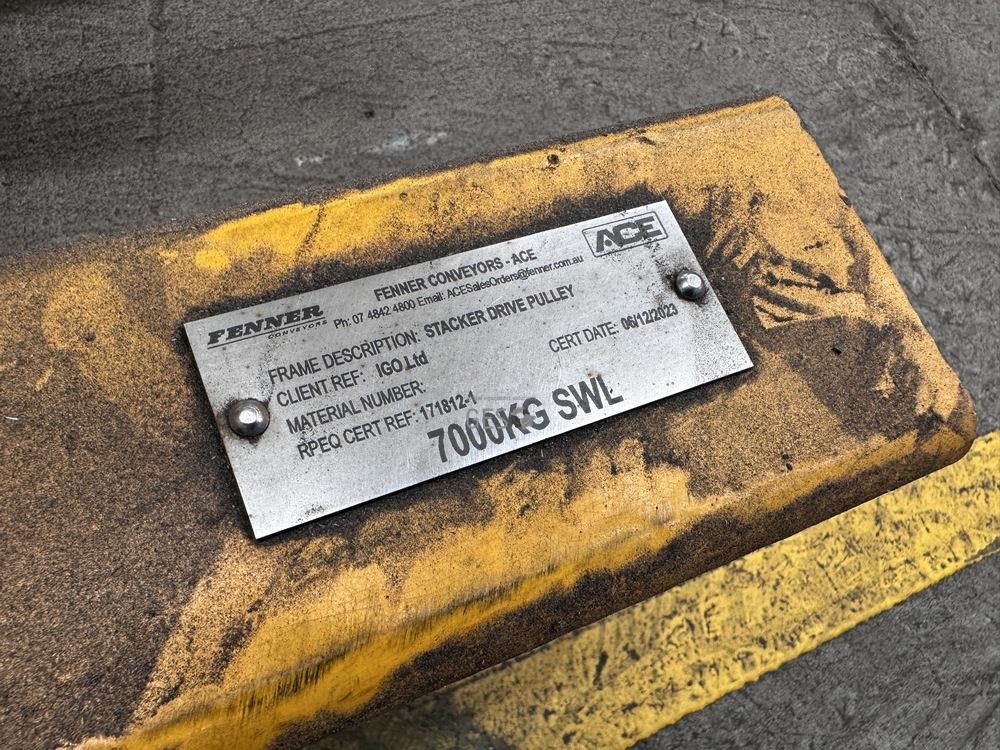 FENNER
CONVEYORS
FENNER CONVEYORS - ACE
ACE
Ph: 07 4842 4800 Email: ACESalesOrders@fenner.com.au
FRAME DESCRIPTION: STACKER DRIVE PULLEY
CLIENT REF: IGO Ltd
CERT DATE: 06/12/2023
MATERIAL NUMBER:
RPEQ CERT REF: 171812-1
7000KG SWL